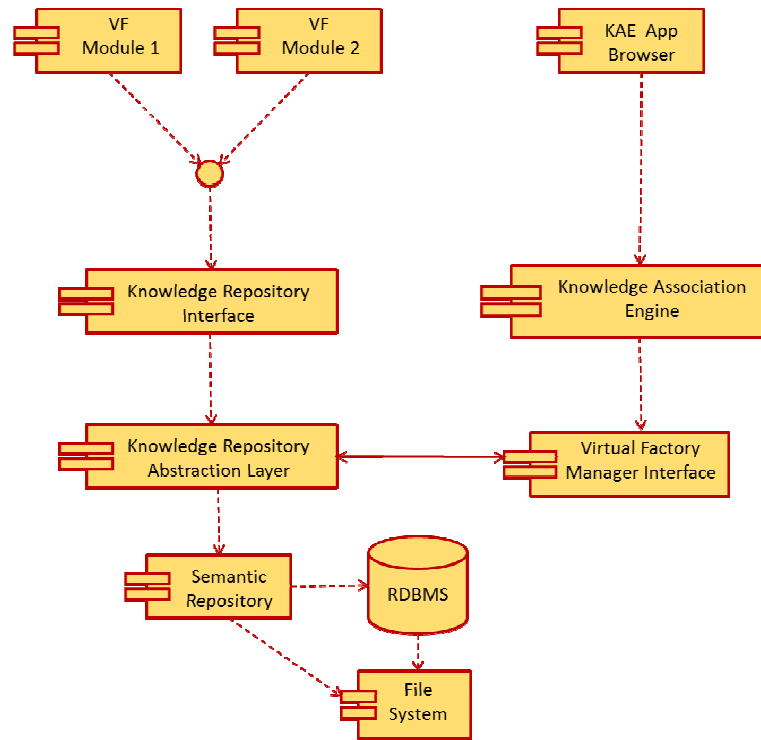 VF
Module 1
VF
Module 2
KAE App
Browser
Knowledge Repository
Interface
Knowledge Association
Engine
Knowledge Repository
Abstraction Layer
Virtual Factory
Manager Interface
Semantic
Repository
RDBMS
File
System